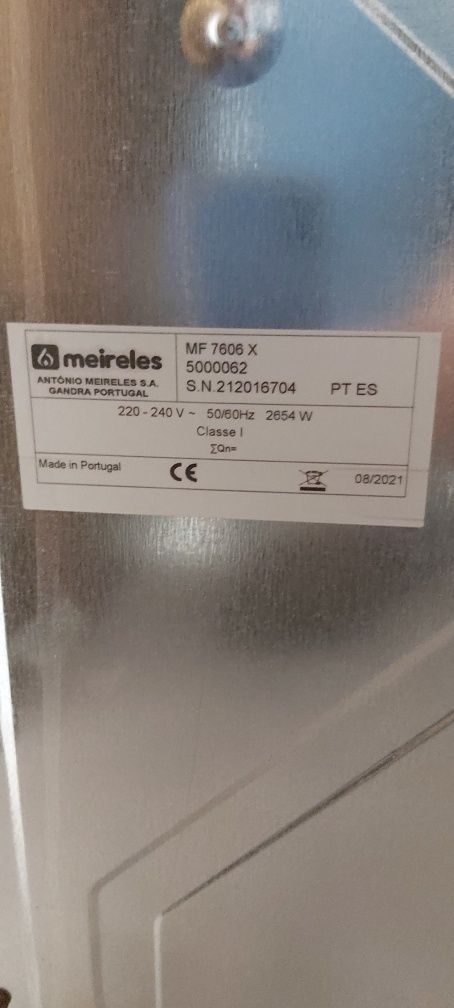 meireles
ANTÓNIO MEIRELES S.A.
GANDRA PORTUGAL
MF 7606 X
5000062
S.N.212016704 PT ES
220 - 240 V ~ 50/60Hz 2654 W
Classe I
∑Qn=
Made in Portugal CE 08/2021